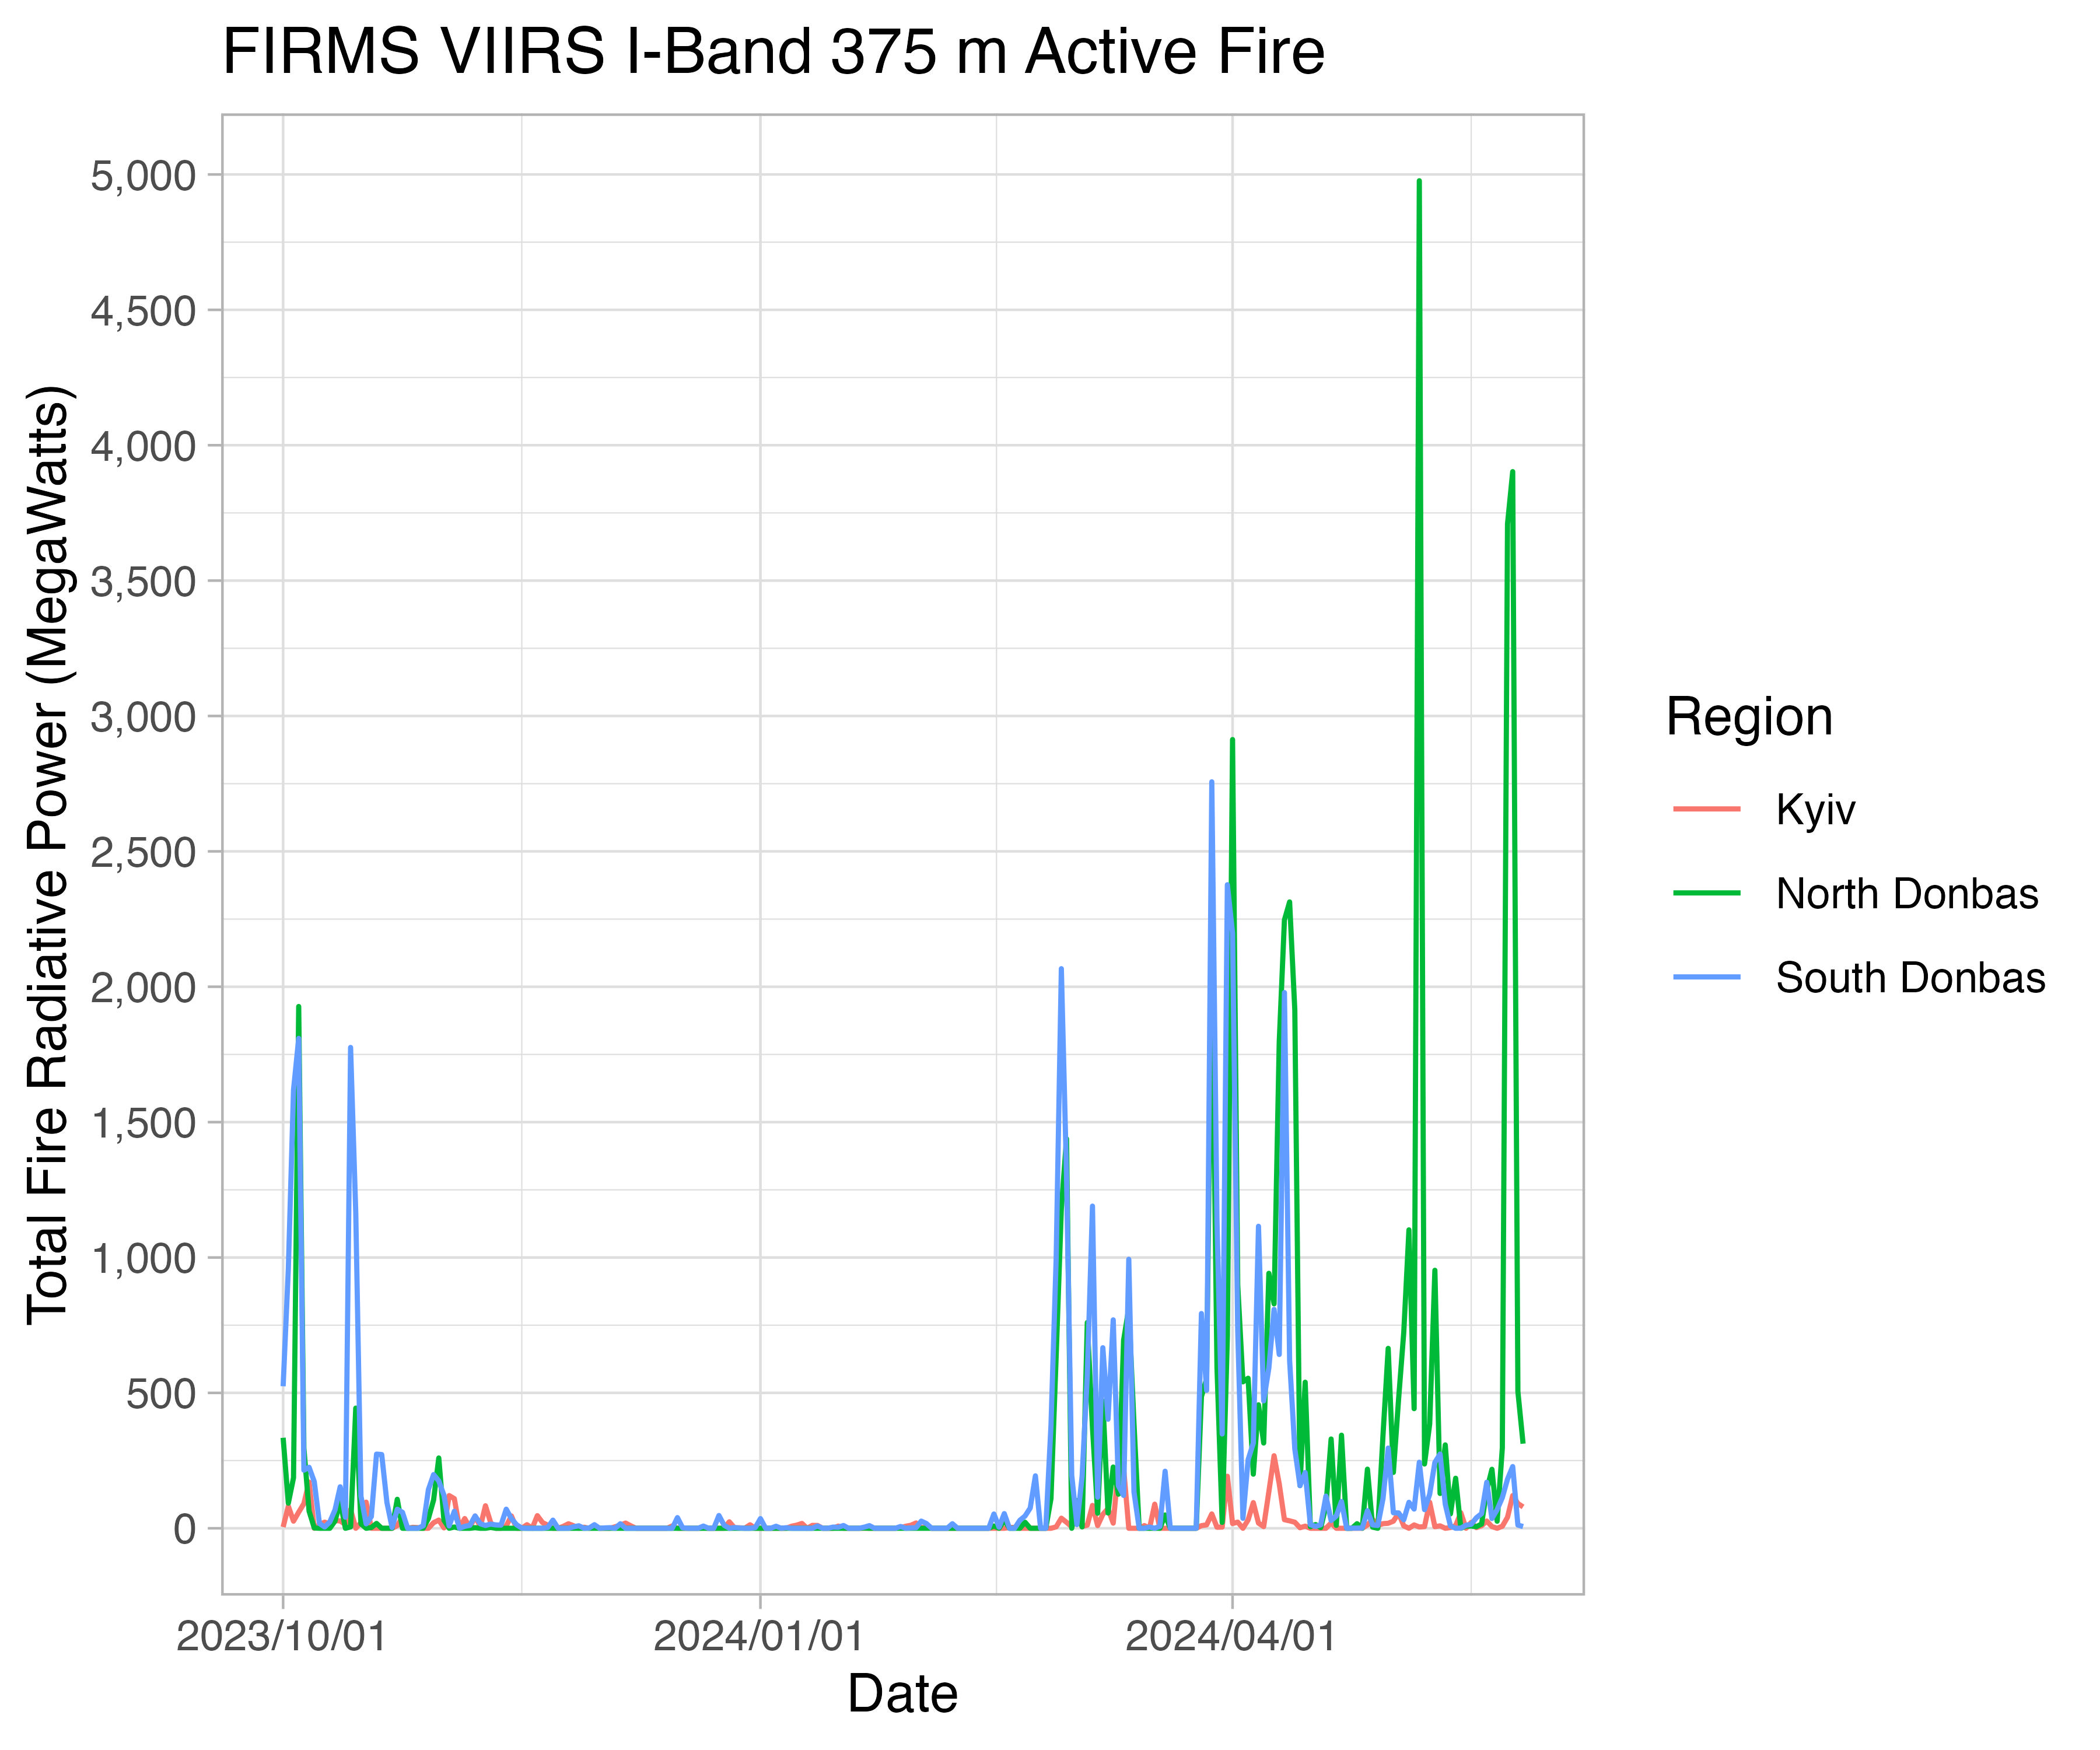 FIRMS VIIRS I-Band 375 m Active Fire
Total Fire Radiative Power (MegaWatts)
5,000
4,500
4,000
3,500
3,000
2,500
2,000
1,500
1,000
500
0
2023/10/01
2024/01/01
2024/04/01
Date
Region
Kyiv
North Donbas
South Donbas